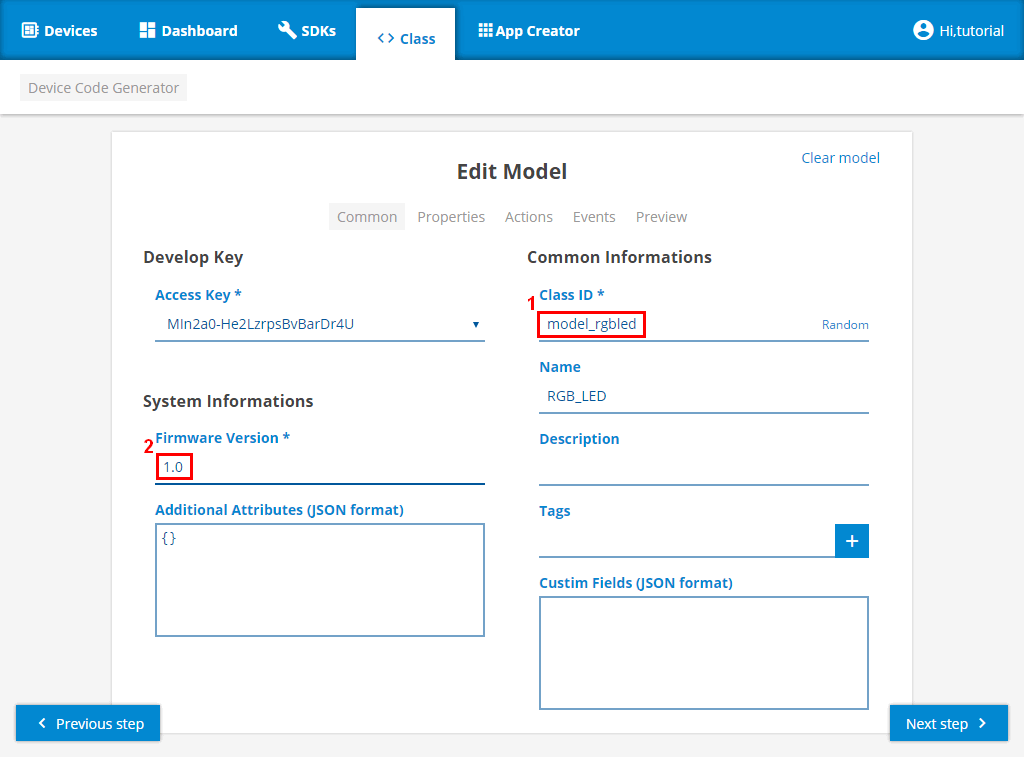 Devices
Dashboard
SDKs
<> Class
App Creator
Hi,tutorial
Device Code Generator
Edit Model
Clear model
Common
Properties
Actions
Events
Preview
Develop Key
Access Key *
MIn2a0-He2LzrpsBvBarDr4U
System Informations
2
Firmware Version *
1.0
Additional Attributes (JSON format)
{}
Common Informations
1
Class ID *
model_rgbled
Random
Name
RGB_LED
Description
Tags
+
Custim Fields (JSON format)
Previous step
Next step